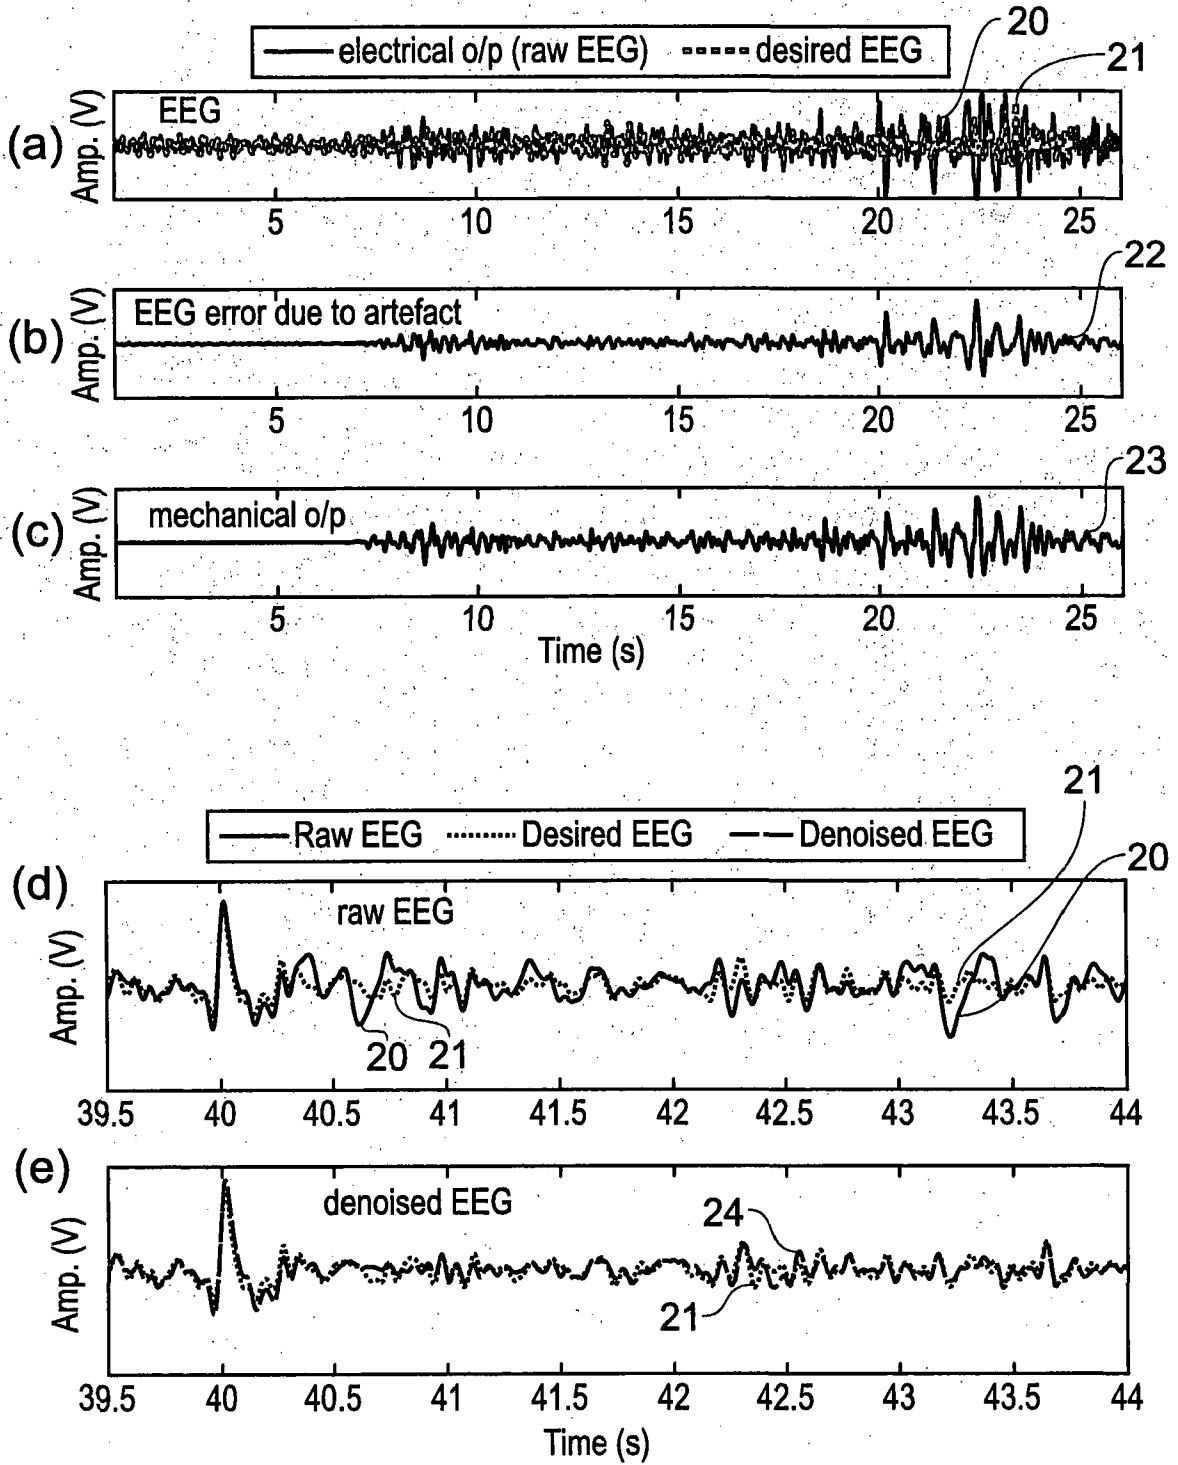 20
electrical o/p (raw EEG) desired EEG
21
(a)
Amp. (V)
EEG
5 10 15 20 25
22
(b)
Amp. (V)
EEG error due to artefact
5 10 15 20 25
23
(c)
Amp. (V)
mechanical o/p
5 10 15 20 25
Time (s)
21
Raw EEG Desired EEG Denoised EEG
20
(d)
Amp. (V)
raw EEG
20 21
39.5 40 40.5 41 41.5 42 42.5 43 43.5 44
(e)
Amp. (V)
denoised EEG
24
21
39.5 40 40.5 41 41.5 42 42.5 43 43.5 44
Time (s)